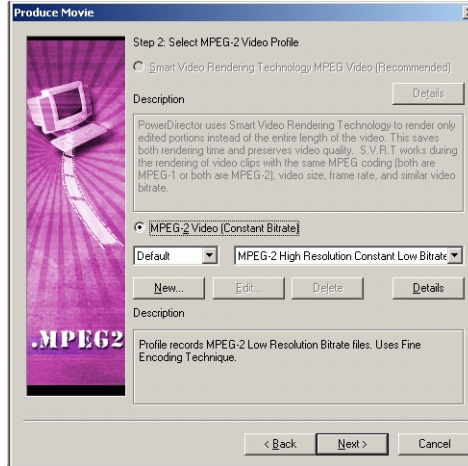 Produce Movie
Step 2: Select MPEG-2 Video Profile
Smart Video Rendering Technology MPEG Video (Recommended)
Details
Description
PowerDirector uses Smart Video Rendering Technology to render only
edited portions instead of the entire length of the video. This saves
both rendering time and preserves video quality. S.V.R.T works during
the rendering of video clips with the same MPEG coding (both are
MPEG-1 or both are MPEG-2), video size, frame rate, and similar video
bitrate.
MPEG-2 Video (Constant Bitrate)
Default
MPEG-2 High Resolution Constant Low Bitrate
New...
Edit...
Delete
Details
Description
.MPEG2
Profile records MPEG-2 Low Resolution Bitrate files. Uses Fine
Encoding Technique.
< Back
Next >
Cancel